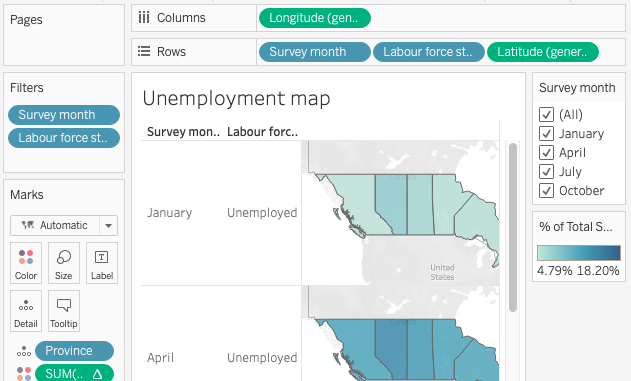 Pages
Columns
Longitude (gen..
Rows
Survey month
Labour force st..
Latitude (gener..
Filters
Survey month
Labour force st..
Marks
Automatic
Color
Size
Label
Detail
Tooltip
Province
SUM(..
Unemployment map
Survey mon..
Labour forc..
January
Unemployed
United
States
April
Unemployed
Survey month
(All)
January
April
July
October
% of Total S...
4.79% 18.20%